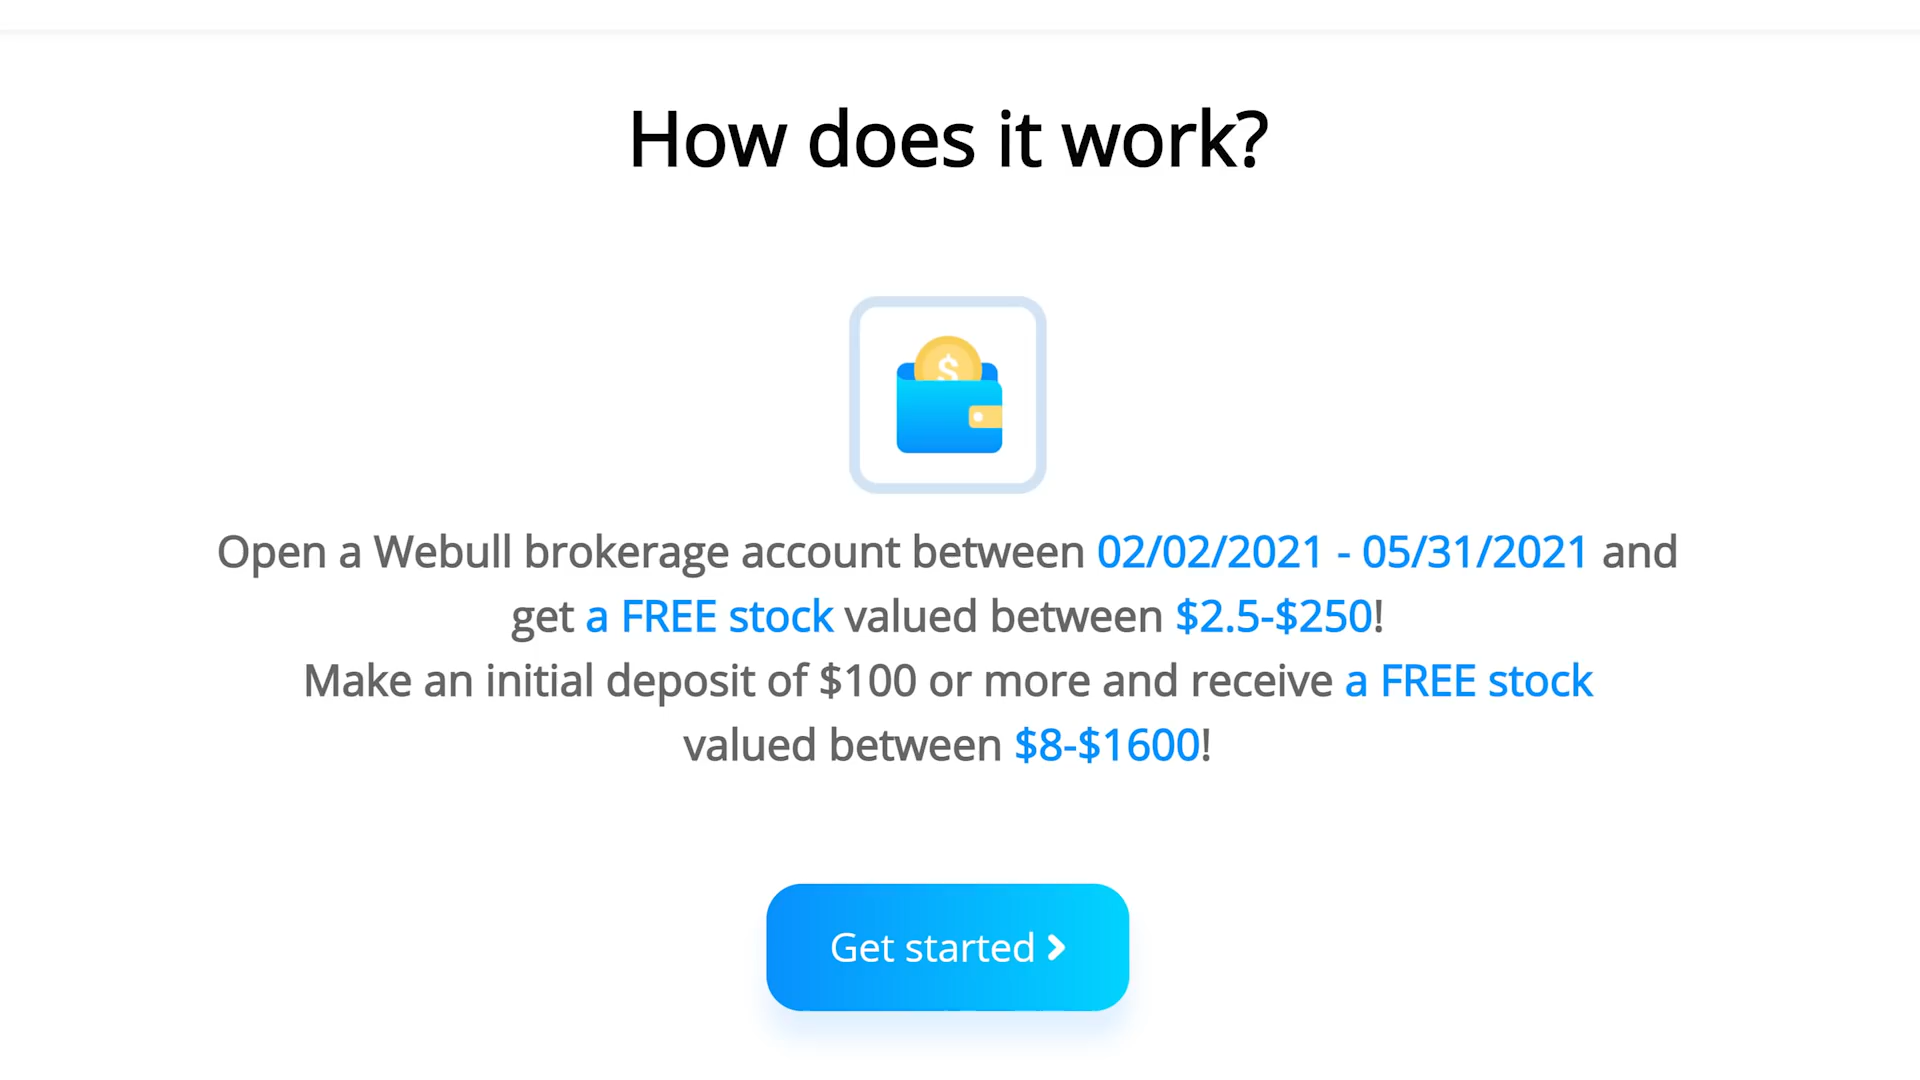 How does it work?
$
Open a Webull brokerage account between 02/02/2021 - 05/31/2021 and
get a FREE stock valued between $2.5-$250!
Make an initial deposit of $100 or more and receive a FREE stock
valued between $8-$1600!
Get started